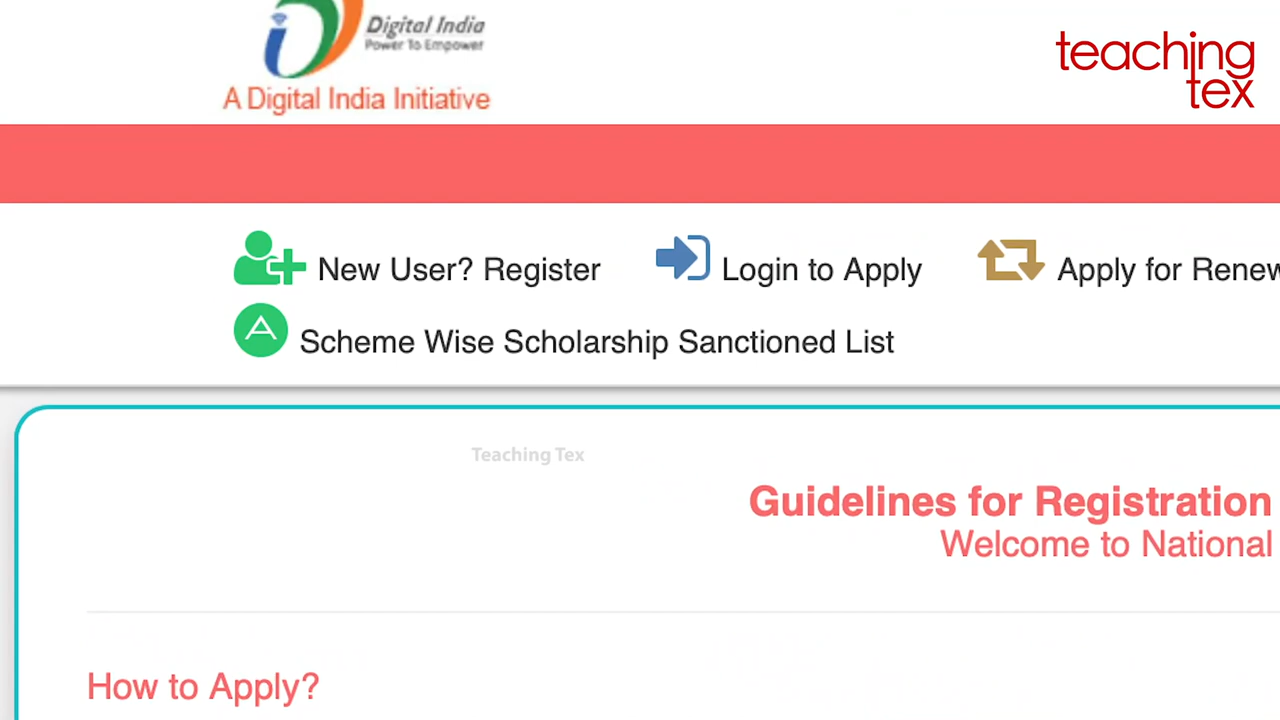 Digital India
Power To Empower
A Digital India Initiative
teaching
tex
New User? Register
Login to Apply
Apply for Renew
Scheme Wise Scholarship Sanctioned List
Teaching Tex
Guidelines for Registration
Welcome to National
How to Apply?